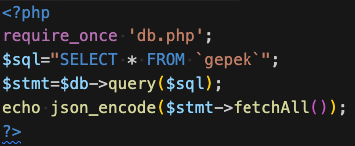 <?php
require_once 'db.php';
$sql="SELECT * FROM `gepek`";
$stmt=$db->query($sql);
echo json_encode($stmt->fetchAll());
?>